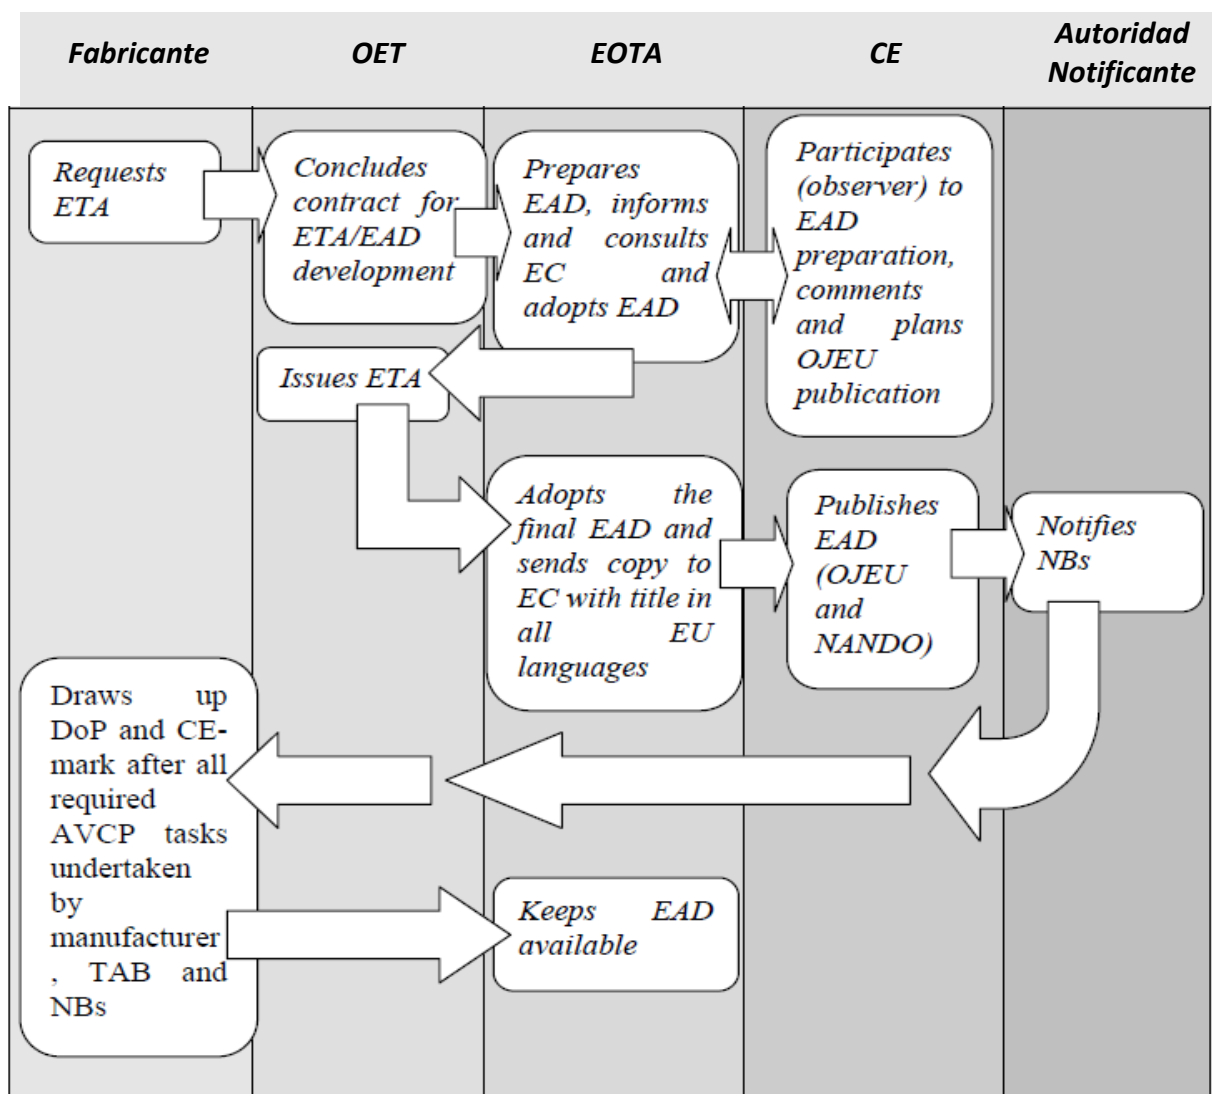 Fabricante
OET
EOTA
CE
Autoridad
Notificante
Requests
ETA
Concludes
contract for
ETA/EAD
development
Prepares
EAD, informs
and consults
EC and
adopts EAD
Participates
(observer) to
EAD
preparation,
comments
and plans
OJEU
publication
Issues ETA
Adopts the
final EAD and
sends copy to
EC with title in
all EU
languages
Publishes
EAD
(OJEU
and
NANDO)
Notifies
NBs
Draws up
DoP and CE-
mark after all
required
AVCP tasks
undertaken
by
manufacturer
, TAB and
NBs
Keeps EAD
available